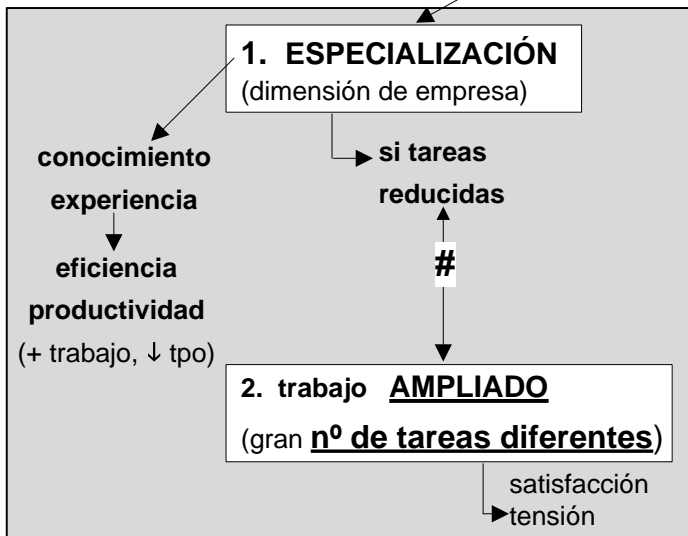 1. ESPECIALIZACIÓN
(dimensión de empresa)
conocimiento
experiencia
eficiencia
productividad
(+ trabajo, ↓ tpo)
si tareas
reducidas
#
2. trabajo AMPLIADO
(gran nº de tareas diferentes)
satisfacción
tensión